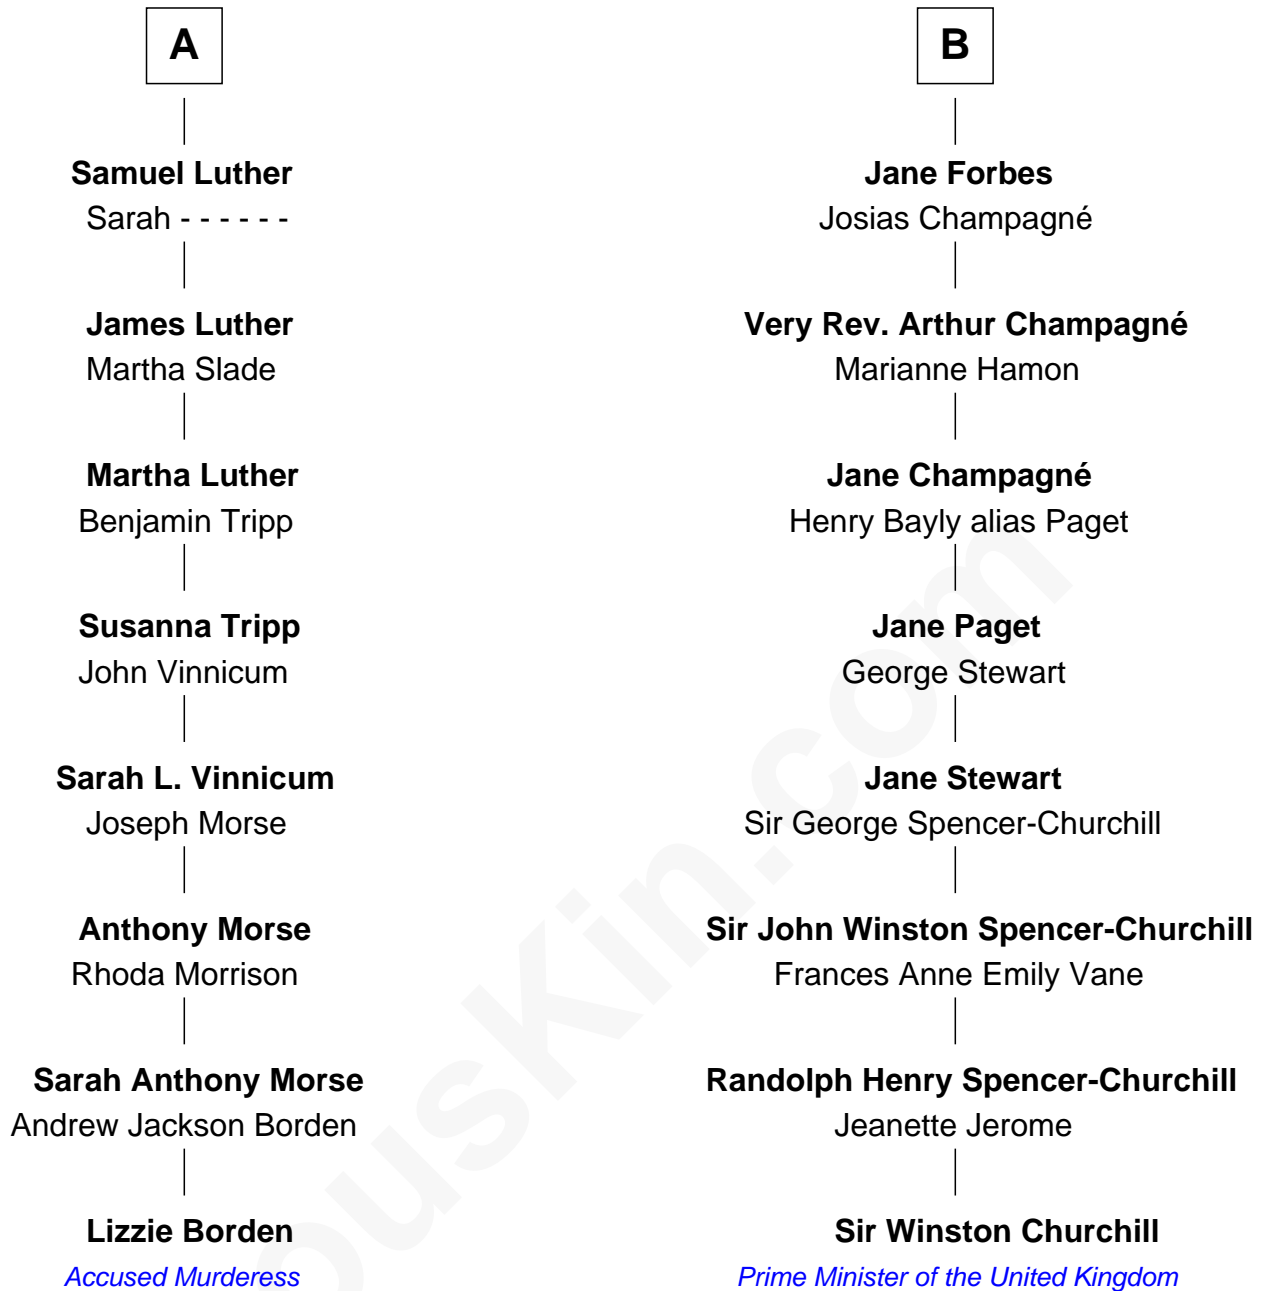 A
Samuel Luther
Sarah - - - - - -
James Luther
Martha Slade
Martha Luther
Benjamin Tripp
Susanna Tripp
John Vinnicum
Sarah L. Vinnicum
Joseph Morse
Anthony Morse
Rhoda Morrison
Sarah Anthony Morse
Andrew Jackson Borden
Lizzie Borden
Accused Murderess
B
Jane Forbes
Josias Champagné
Very Rev. Arthur Champagné
Marianne Hamon
Jane Champagné
Henry Bayly alias Paget
Jane Paget
George Stewart
Jane Stewart
Sir George Spencer-Churchill
Sir John Winston Spencer-Churchill
Frances Anne Emily Vane
Randolph Henry Spencer-Churchill
Jeanette Jerome
Sir Winston Churchill
Prime Minister of the United Kingdom
ousKin.com